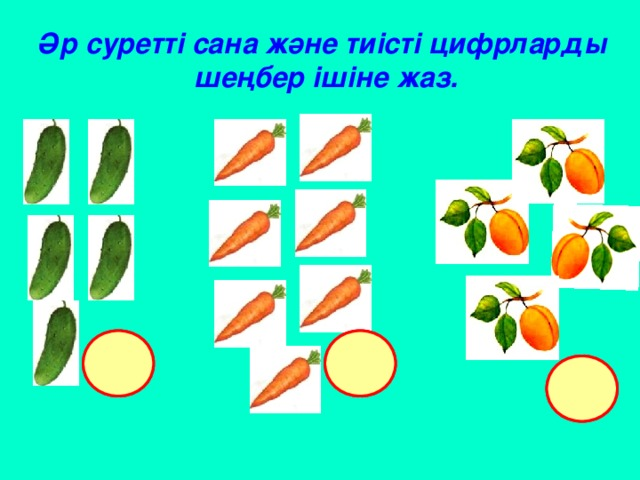 Әр суретті сана және тиісті цифрларды
шеңбер ішіне жаз.